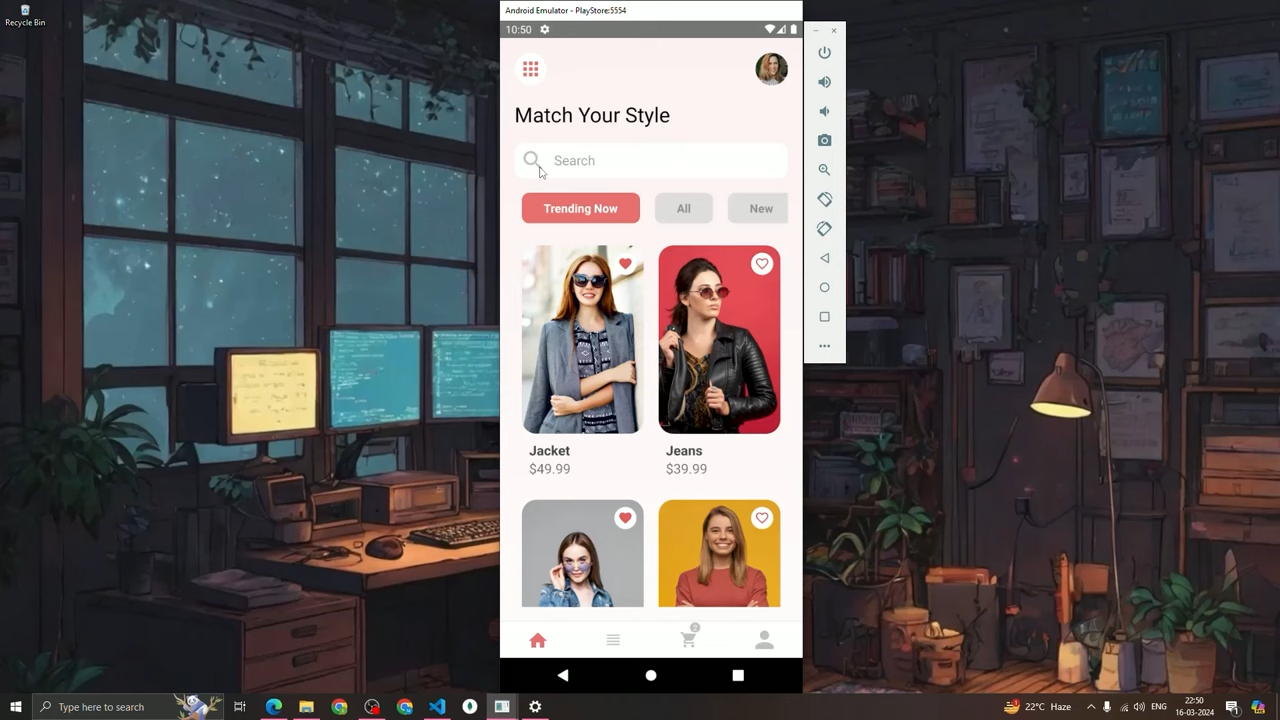 Android Emulator - PlayStore:5554
Recycle Bin
10:50
Match Your Style
Search
Trending Now
All
New
Jacket
$49.99
Jeans
$39.99
2
Type here to search
1
22°C Haze
ENG
22:50
16-03-2024